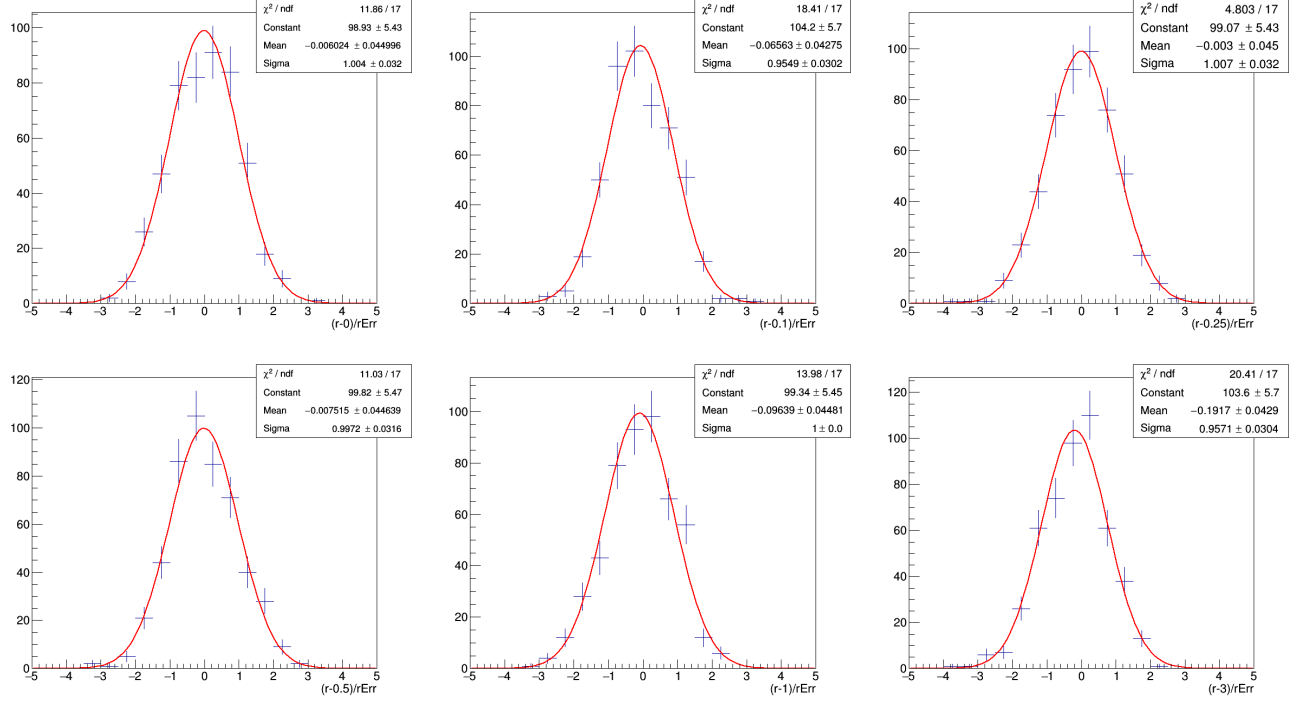 χ² / ndf 11.86 / 17
Constant 98.93 ± 5.43
Mean −0.006024 ± 0.044996
Sigma 1.004 ± 0.032
100
80
60
40
20
0
−5 −4 −3 −2 −1 0 1 2 3 4 5
(r-0)/rErr
χ² / ndf 18.41 / 17
Constant 104.2 ± 5.7
Mean −0.06563 ± 0.04275
Sigma 0.9549 ± 0.0302
100
80
60
40
20
0
−5 −4 −3 −2 −1 0 1 2 3 4 5
(r-0.1)/rErr
χ² / ndf 4.803 / 17
Constant 99.07 ± 5.43
Mean −0.003 ± 0.045
Sigma 1.007 ± 0.032
100
80
60
40
20
0
−5 −4 −3 −2 −1 0 1 2 3 4 5
(r-0.25)/rErr
χ² / ndf 11.03 / 17
Constant 99.82 ± 5.47
Mean −0.007515 ± 0.044639
Sigma 0.9972 ± 0.0316
120
100
80
60
40
20
0
−5 −4 −3 −2 −1 0 1 2 3 4 5
(r-0.5)/rErr
χ² / ndf 13.98 / 17
Constant 99.34 ± 5.45
Mean −0.09639 ± 0.04481
Sigma 1 ± 0.0
100
80
60
40
20
0
−5 −4 −3 −2 −1 0 1 2 3 4 5
(r-1)/rErr
χ² / ndf 20.41 / 17
Constant 103.6 ± 5.7
Mean −0.1917 ± 0.0429
Sigma 0.9571 ± 0.0304
120
100
80
60
40
20
0
−5 −4 −3 −2 −1 0 1 2 3 4 5
(r-3)/rErr